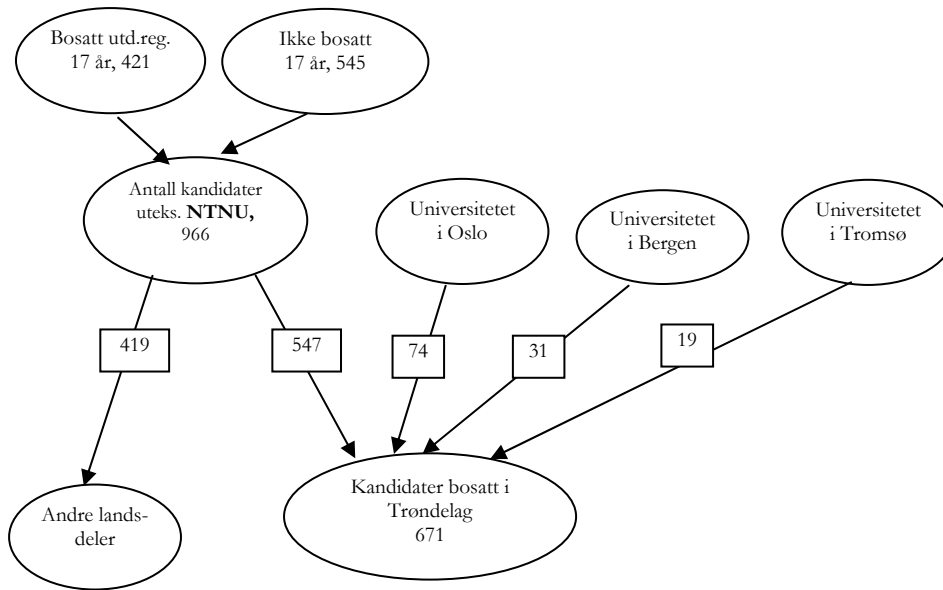 Bosatt utd.reg.
17 år, 421
Ikke bosatt
17 år, 545
Antall kandidater
uteks. NTNU,
966
Universitetet
i Oslo
Universitetet
i Bergen
Universitetet
i Tromsø
419
547
74
31
19
Andre lands-
deler
Kandidater bosatt i
Trøndelag
671